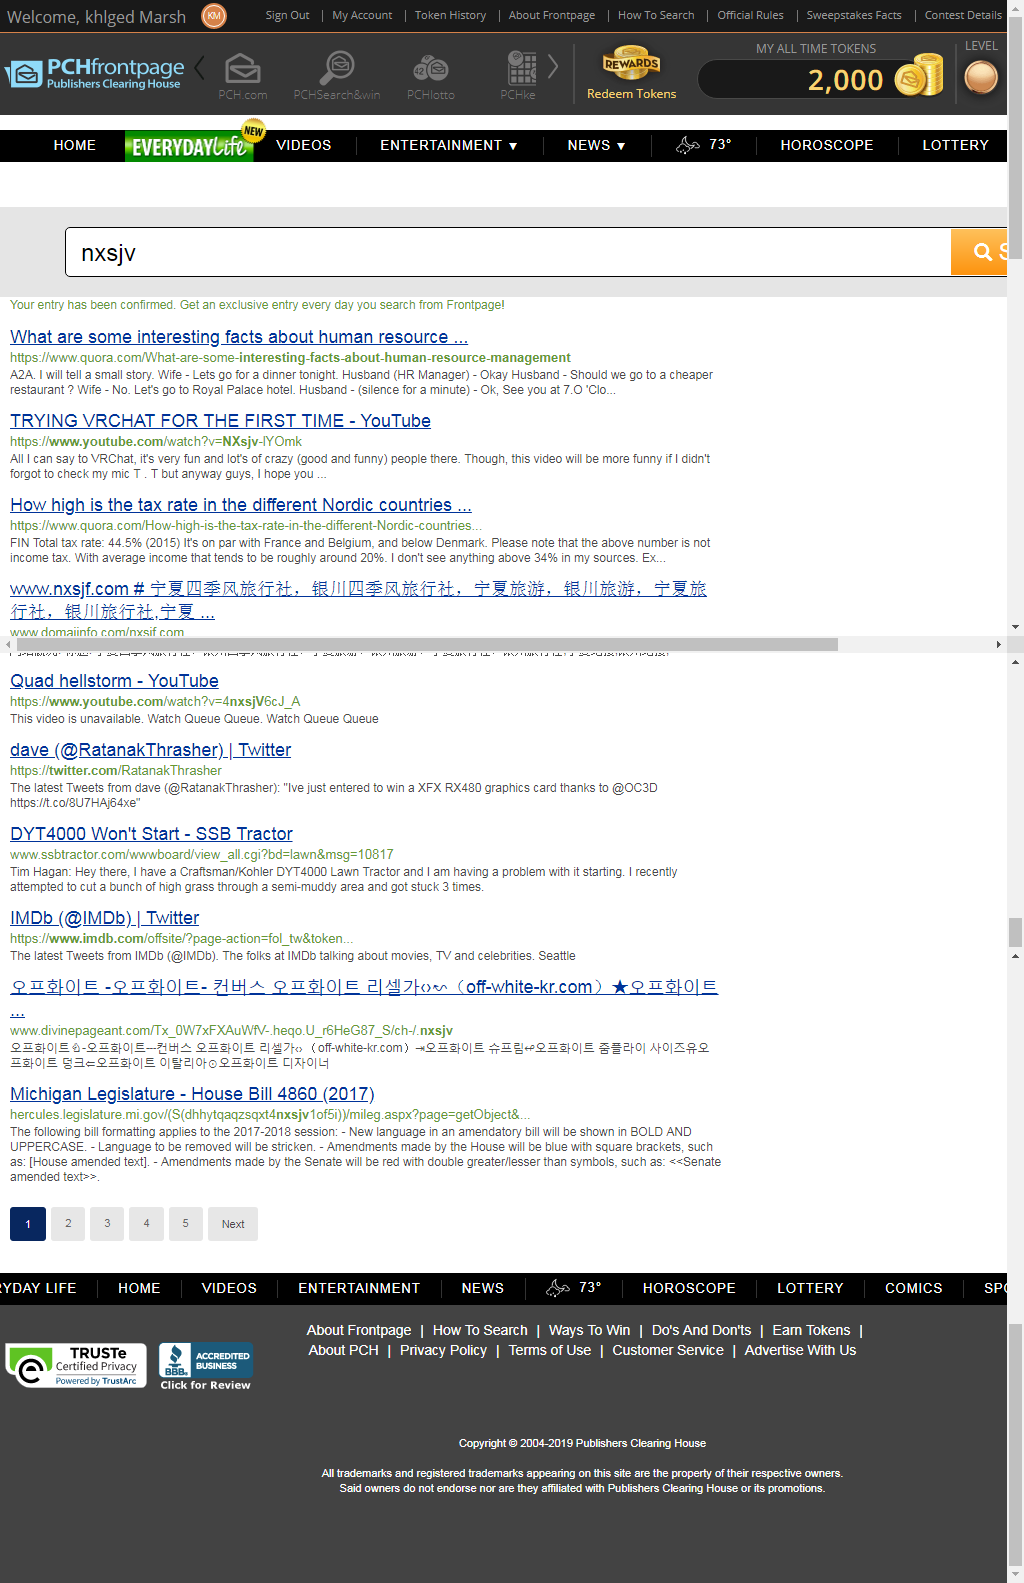 Welcome, khlged Marsh KM Sign Out | My Account | Token History | About Frontpage | How To Search | Official Rules | Sweepstakes Facts | Contest Details
PCHfrontpage
Publishers Clearing House
PCH.com PCHSearch&win PCHlotto PCHke
REWARDS
Redeem Tokens
MY ALL TIME TOKENS
2,000
LEVEL
HOME EVERYDAY Life NEW VIDEOS ENTERTAINMENT ▼ NEWS ▼ 73° HOROSCOPE LOTTERY
nxsjv
Your entry has been confirmed. Get an exclusive entry every day you search from Frontpage!
What are some interesting facts about human resource ...
https://www.quora.com/What-are-some-interesting-facts-about-human-resource-management
A2A. I will tell a small story. Wife - Lets go for a dinner tonight. Husband (HR Manager) - Okay Husband - Should we go to a cheaper
restaurant ? Wife - No. Let's go to Royal Palace hotel. Husband - (silence for a minute) - Ok, See you at 7.O 'Clo...
TRYING VRCHAT FOR THE FIRST TIME - YouTube
https://www.youtube.com/watch?v=NXsjv-lYOmk
All I can say to VRChat, it's very fun and lot's of crazy (good and funny) people there. Though, this video will be more funny if I didn't
forgot to check my mic T . T but anyway guys, I hope you ...
How high is the tax rate in the different Nordic countries ...
https://www.quora.com/How-high-is-the-tax-rate-in-the-different-Nordic-countries...
FIN Total tax rate: 44.5% (2015) It's on par with France and Belgium, and below Denmark. Please note that the above number is not
income tax. With average income that tends to be roughly around 20%. I don't see anything above 34% in my sources. Ex...
www.nxsjf.com # 宁夏四季风旅行社，银川四季风旅行社，宁夏旅游，银川旅游，宁夏旅
行社，银川旅行社,宁夏 ...
www.domaiinfo.com/nxsjf.com
Quad hellstorm - YouTube
https://www.youtube.com/watch?v=4nxsjV6cJ_A
This video is unavailable. Watch Queue Queue. Watch Queue Queue
dave (@RatanakThrasher) | Twitter
https://twitter.com/RatanakThrasher
The latest Tweets from dave (@RatanakThrasher): "Ive just entered to win a XFX RX480 graphics card thanks to @OC3D
https://t.co/8U7HAj64xe"
DYT4000 Won't Start - SSB Tractor
www.ssbtractor.com/wwwboard/view_all.cgi?bd=lawn&msg=10817
Tim Hagan: Hey there, I have a Craftsman/Kohler DYT4000 Lawn Tractor and I am having a problem with it starting. I recently
attempted to cut a bunch of high grass through a semi-muddy area and got stuck 3 times.
IMDb (@IMDb) | Twitter
https://www.imdb.com/offsite/?page-action=fol_tw&token...
The latest Tweets from IMDb (@IMDb). The folks at IMDb talking about movies, TV and celebrities. Seattle
오프화이트 -오프화이트- 컨버스 오프화이트 리셀가‹›↜（off-white-kr.com）★오프화이트
...
www.divinepageant.com/Tx_0W7xFXAuWfV-.heqo.U_r6HeG87_S/ch-/.nxsjv
오프화이트♘-오프화이트--컨버스 오프화이트 리셀가‹›（off-white-kr.com）⇥오프화이트 슈프림↫오프화이트 줌플라이 사이즈유오
프화이트 덩크⇐오프화이트 이탈리아⊙오프화이트 디자이너
Michigan Legislature - House Bill 4860 (2017)
hercules.legislature.mi.gov/(S(dhhytqaqzsqxt4nxsjv1of5i))/mileg.aspx?page=getObject&...
The following bill formatting applies to the 2017-2018 session: - New language in an amendatory bill will be shown in BOLD AND
UPPERCASE. - Language to be removed will be stricken. - Amendments made by the House will be blue with square brackets, such
as: [House amended text]. - Amendments made by the Senate will be red with double greater/lesser than symbols, such as: <<Senate
amended text>>.
1 2 3 4 5 Next
RYDAY LIFE HOME VIDEOS ENTERTAINMENT NEWS 73° HOROSCOPE LOTTERY COMICS SPO
About Frontpage | How To Search | Ways To Win | Do's And Don'ts | Earn Tokens |
About PCH | Privacy Policy | Terms of Use | Customer Service | Advertise With Us
TRUSTe
Certified Privacy
Powered by TrustArc
BBB. ACCREDITED
BUSINESS
Click for Review
Copyright © 2004-2019 Publishers Clearing House
All trademarks and registered trademarks appearing on this site are the property of their respective owners.
Said owners do not endorse nor are they affiliated with Publishers Clearing House or its promotions.